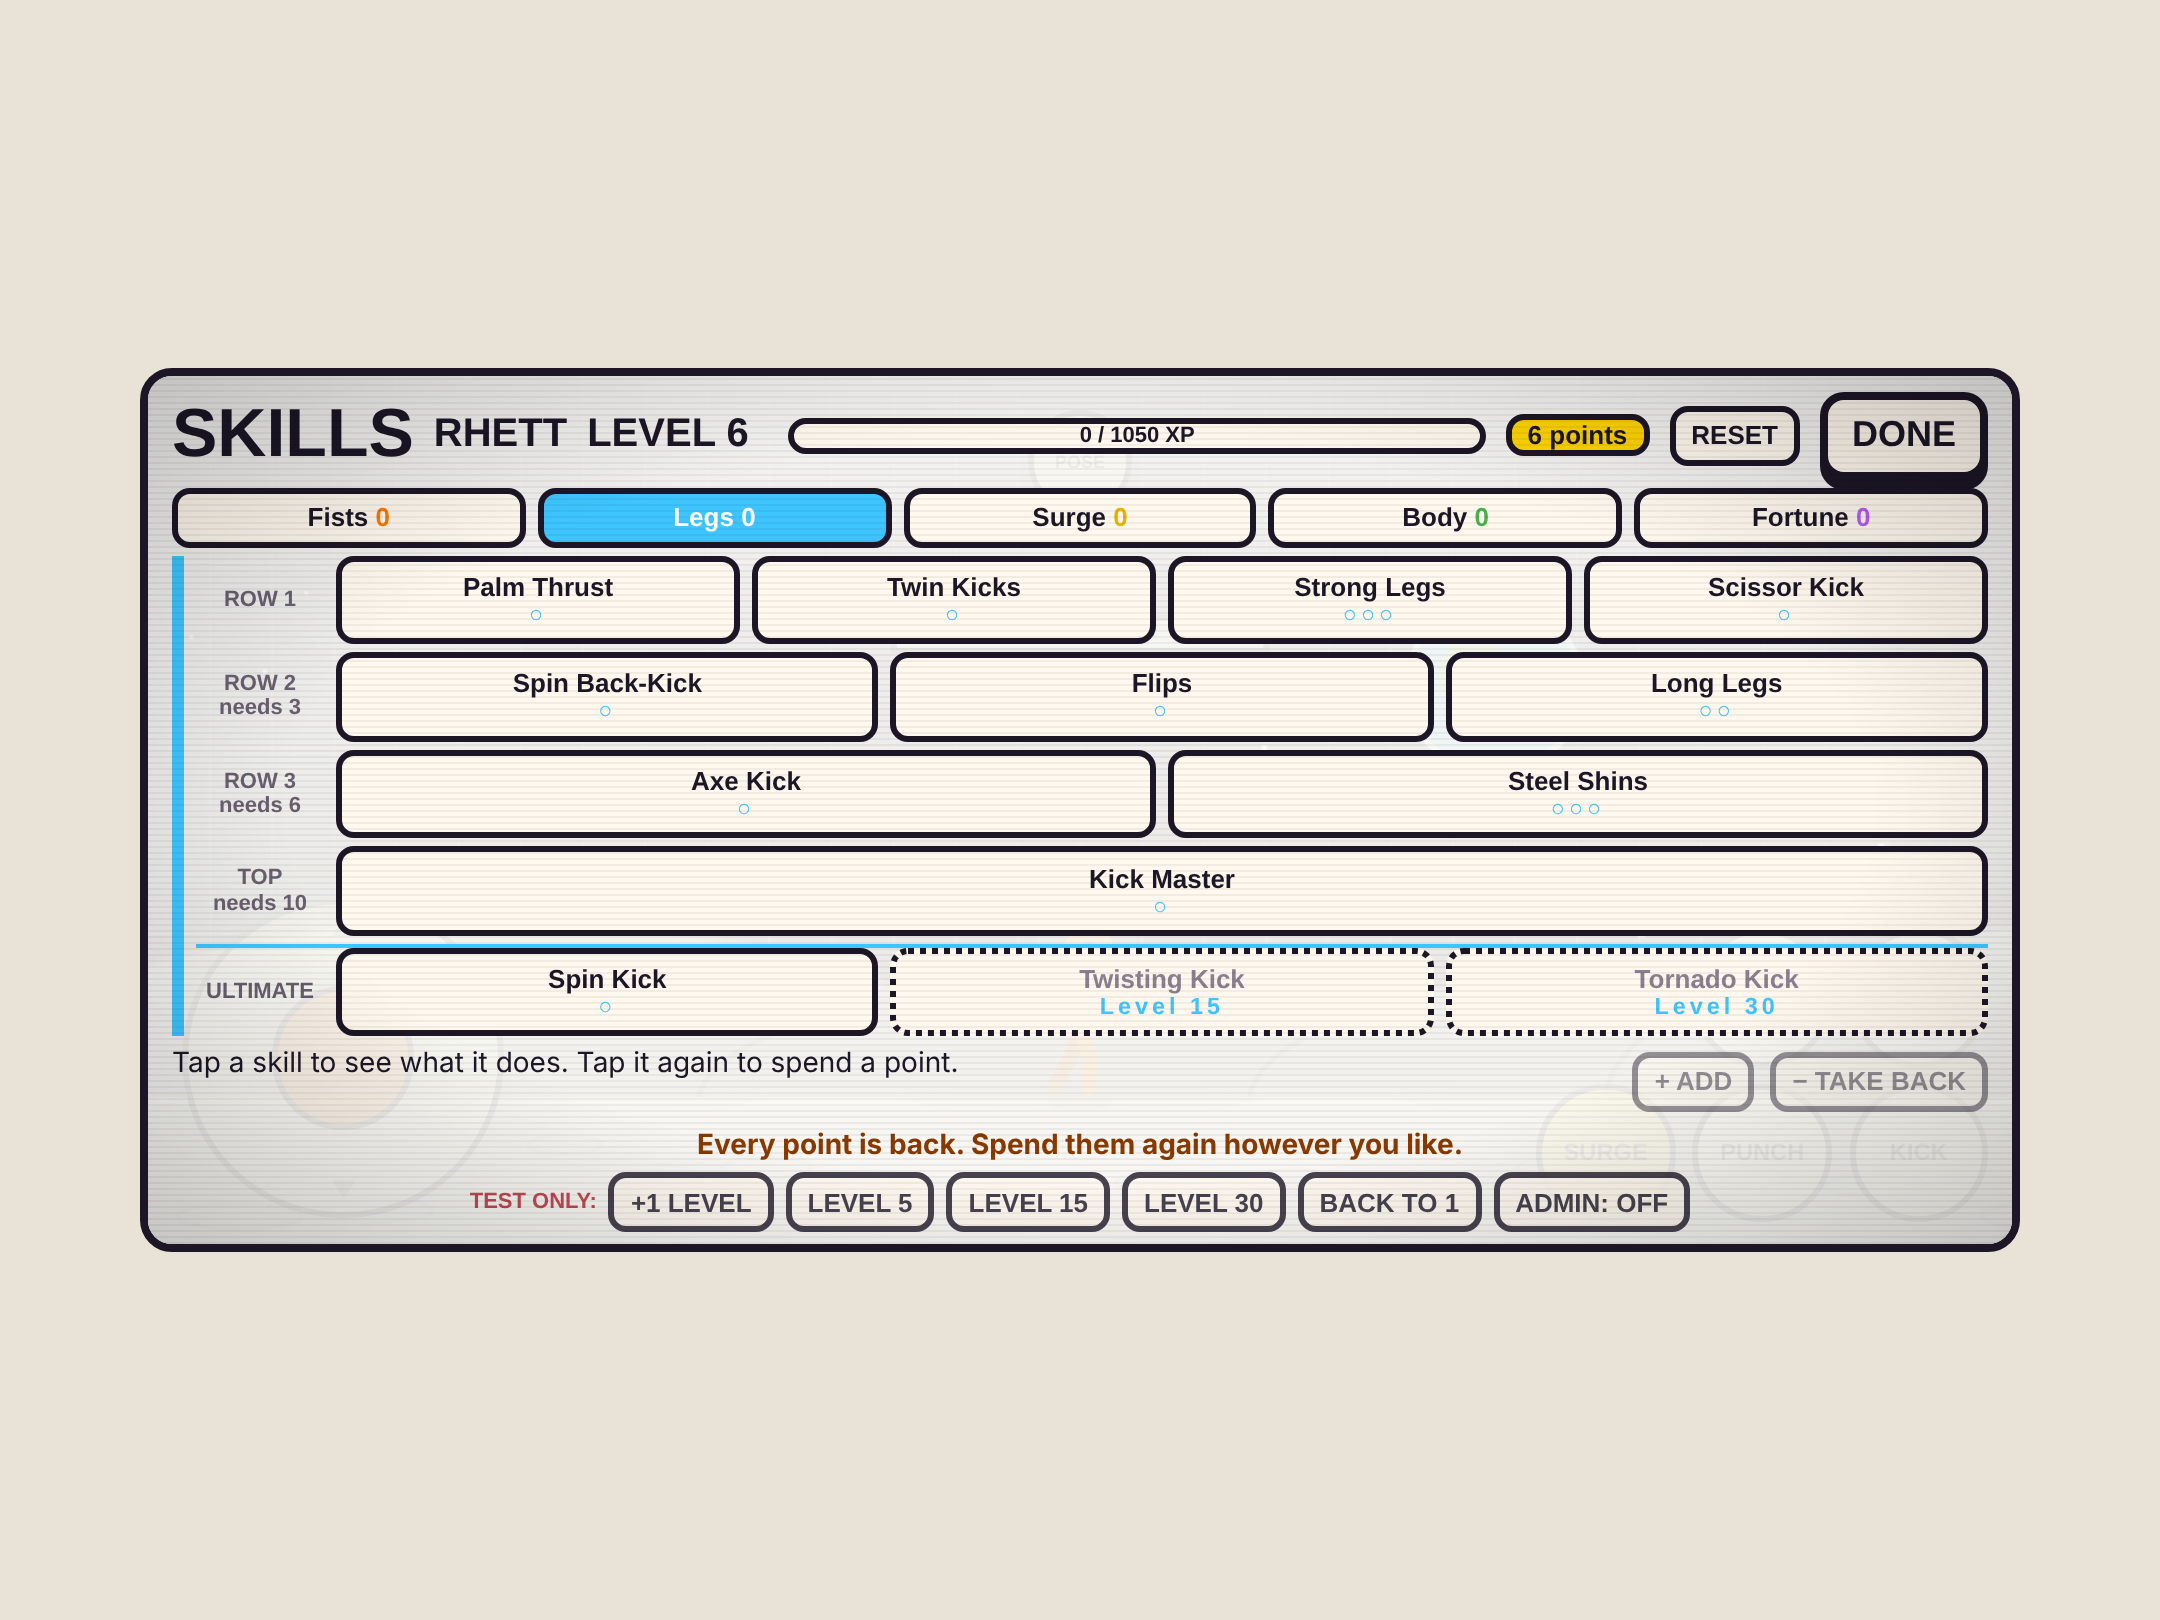 SKILLS RHETT LEVEL 6 0 / 1050 XP 6 points RESET DONE
POSE
Fists 0 Legs 0 Surge 0 Body 0 Fortune 0
ROW 1 Palm Thrust Twin Kicks Strong Legs Scissor Kick
ROW 2 needs 3 Spin Back-Kick Flips Long Legs
ROW 3 needs 6 Axe Kick Steel Shins
TOP needs 10 Kick Master
ULTIMATE Spin Kick Twisting Kick Level 15 Tornado Kick Level 30
Tap a skill to see what it does. Tap it again to spend a point. + ADD − TAKE BACK
Every point is back. Spend them again however you like.
SURGE PUNCH KICK
TEST ONLY: +1 LEVEL LEVEL 5 LEVEL 15 LEVEL 30 BACK TO 1 ADMIN: OFF